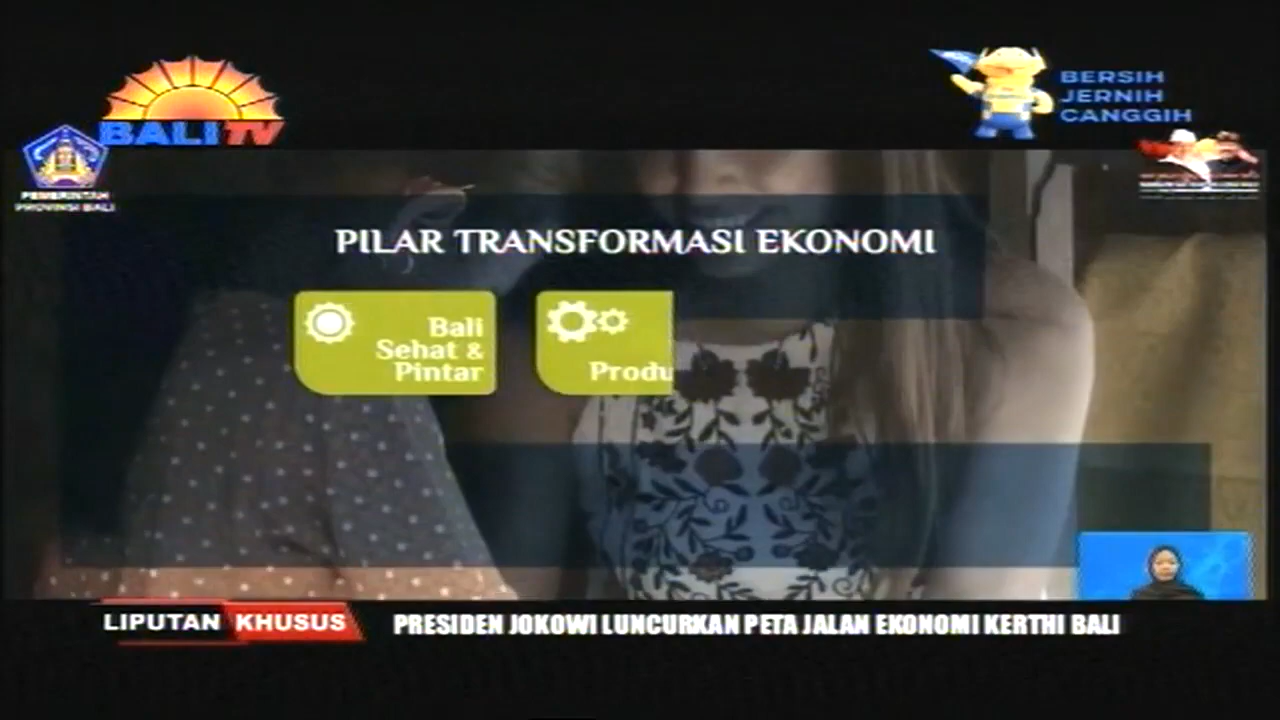 BALI TV
BERSIH
JERNIH
CANGGIH
PEMERINTAH
PROVINSI BALI
PILAR TRANSFORMASI EKONOMI
Bali
Sehat &
Pintar
Produ
LIPUTAN KHUSUS
PRESIDEN JOKOWI LUNCURKAN PETA JALAN EKONOMI KERTHI BALI